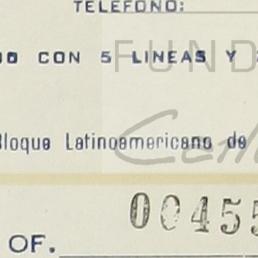 TELEFONO:
CON 5 LINEAS Y
FUND
Bloque Latinoamericano de
00455
OF.